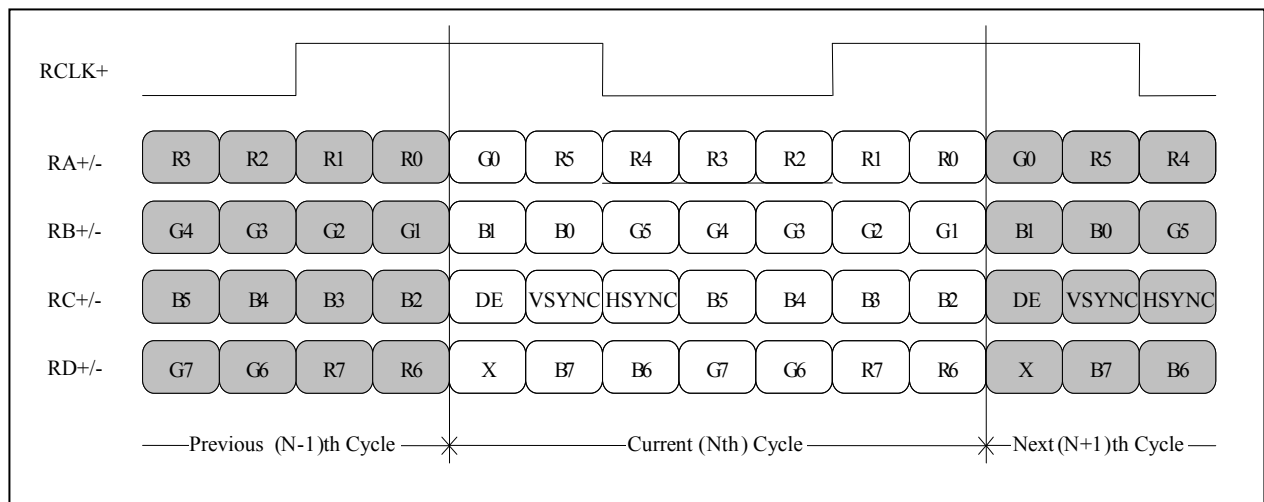 RCLK+
RA+/- R3 R2 R1 R0 G0 R5 R4 R3 R2 R1 R0 G0 R5 R4
RB+/- G4 G3 G2 G1 B1 B0 G5 G4 G3 G2 G1 B1 B0 G5
RC+/- B5 B4 B3 B2 DE VSYNC HSYNC B5 B4 B3 B2 DE VSYNC HSYNC
RD+/- G7 G6 R7 R6 X B7 B6 G7 G6 R7 R6 X B7 B6
Previous (N-1)th Cycle Current (Nth) Cycle Next (N+1)th Cycle